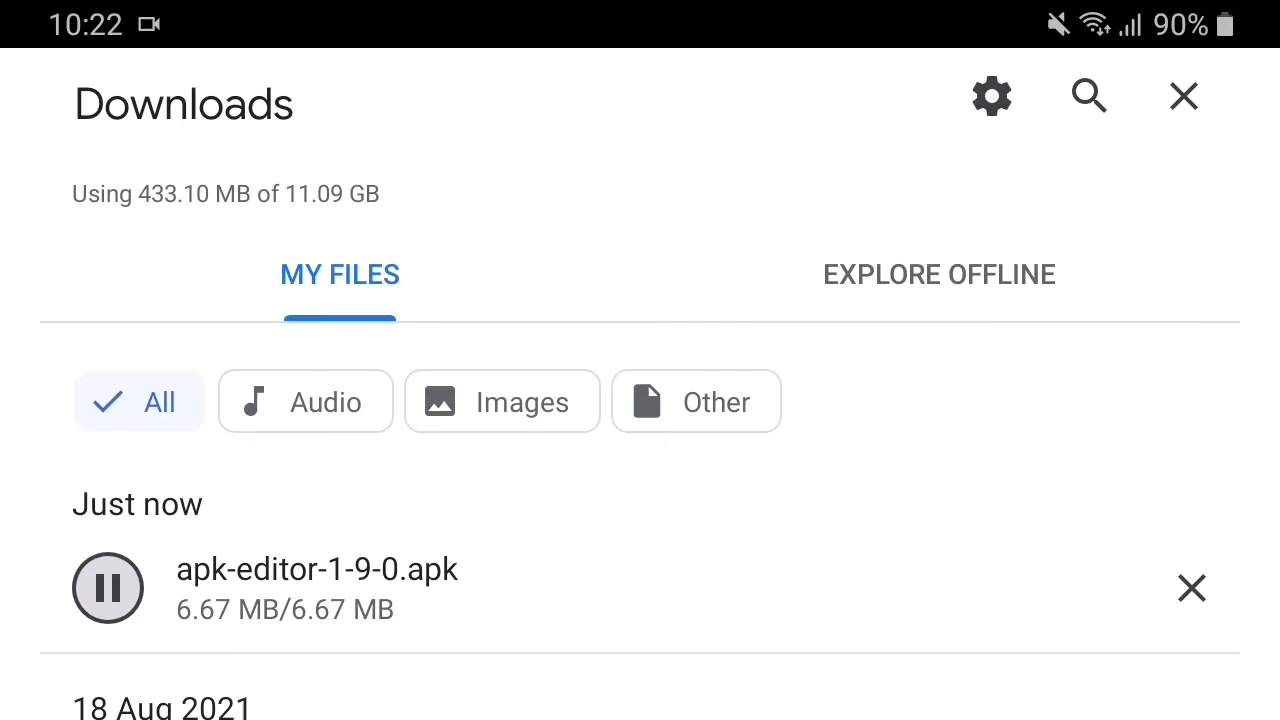 10:22 90%
Downloads
Using 433.10 MB of 11.09 GB
MY FILES EXPLORE OFFLINE
All Audio Images Other
Just now
apk-editor-1-9-0.apk
6.67 MB/6.67 MB
18 Aug 2021